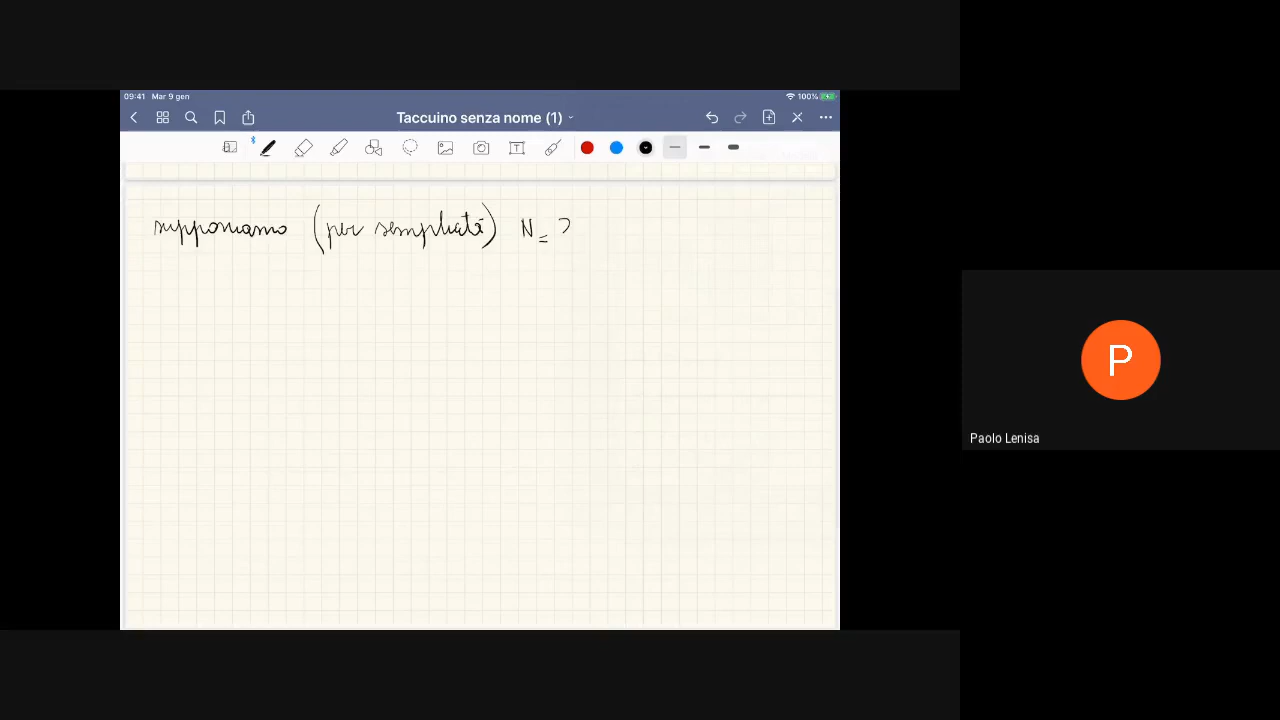 09:41 Mar 9 gen 100%
Taccuino senza nome (1)
supponiamo (per semplicità) N = 2
P
Paolo Lenisa